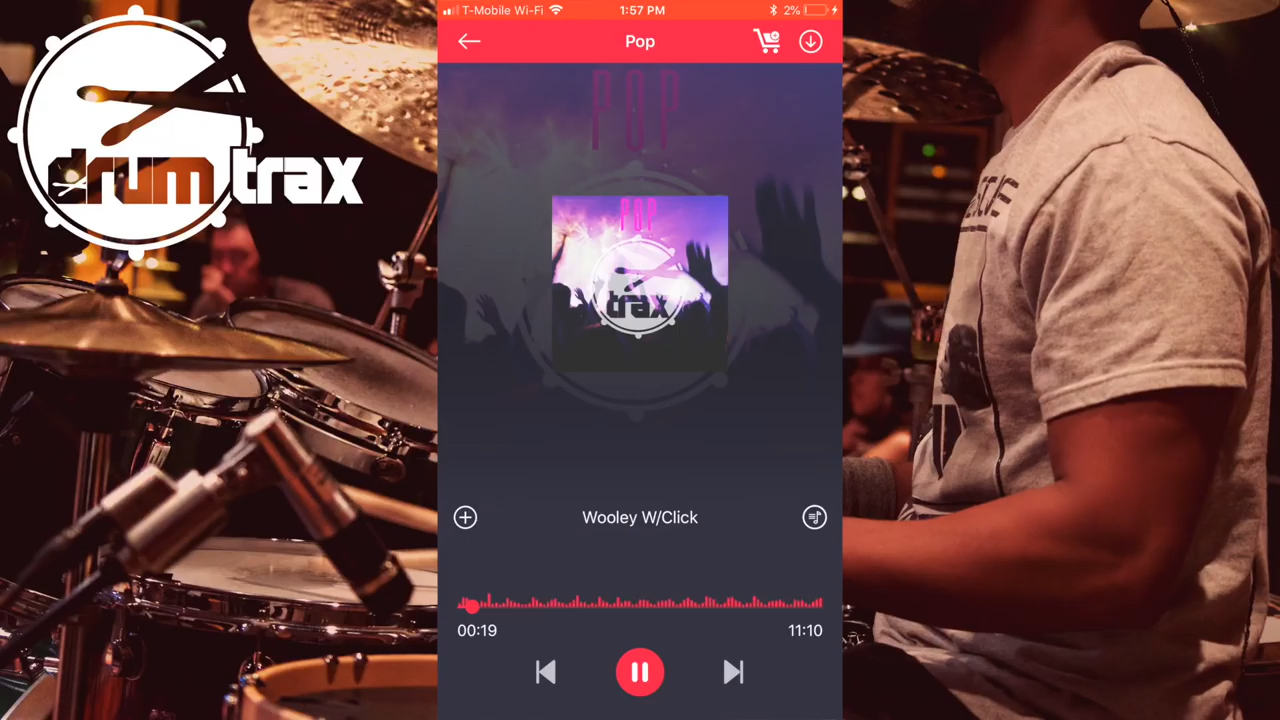 drumtrax
T-Mobile Wi-Fi
1:57 PM
2%
Pop
POP
POP
trax
Wooley W/Click
00:19
11:10